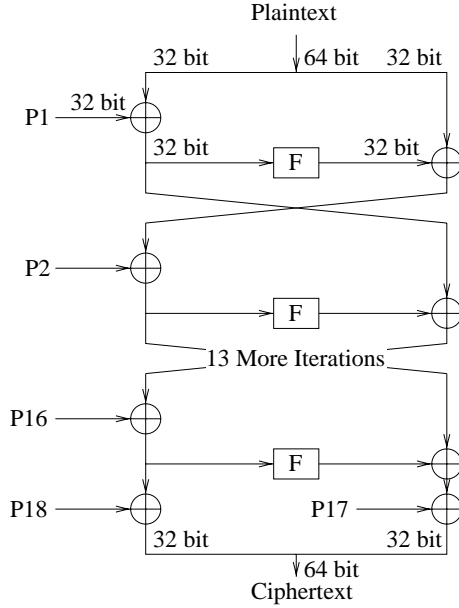 Plaintext
32 bit 64 bit 32 bit
P1 32 bit
32 bit F 32 bit
P2
F
13 More Iterations
P16
F
P18 P17
32 bit 32 bit
64 bit
Ciphertext